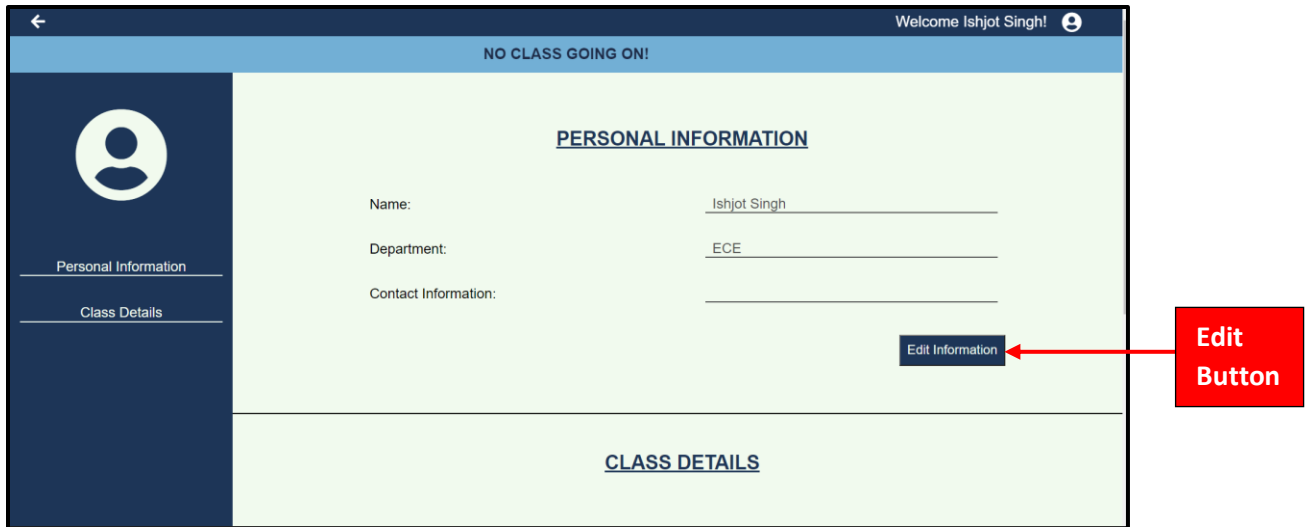 Welcome Ishjot Singh!
NO CLASS GOING ON!
PERSONAL INFORMATION
Name: Ishjot Singh
Department: ECE
Contact Information:
Personal Information
Class Details
Edit Information
Edit
Button
CLASS DETAILS